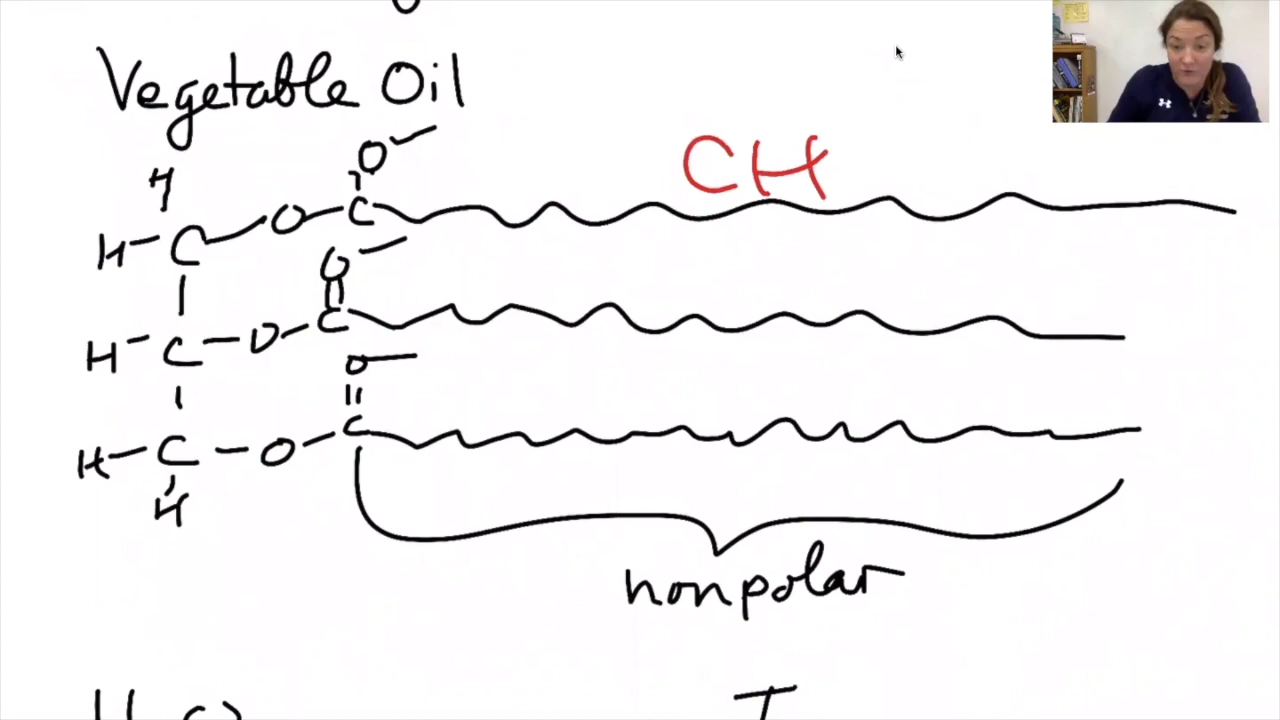 Vegetable Oil
H O
CH
H C O C
O
H C O C
O
H C O C
H
nonpolar